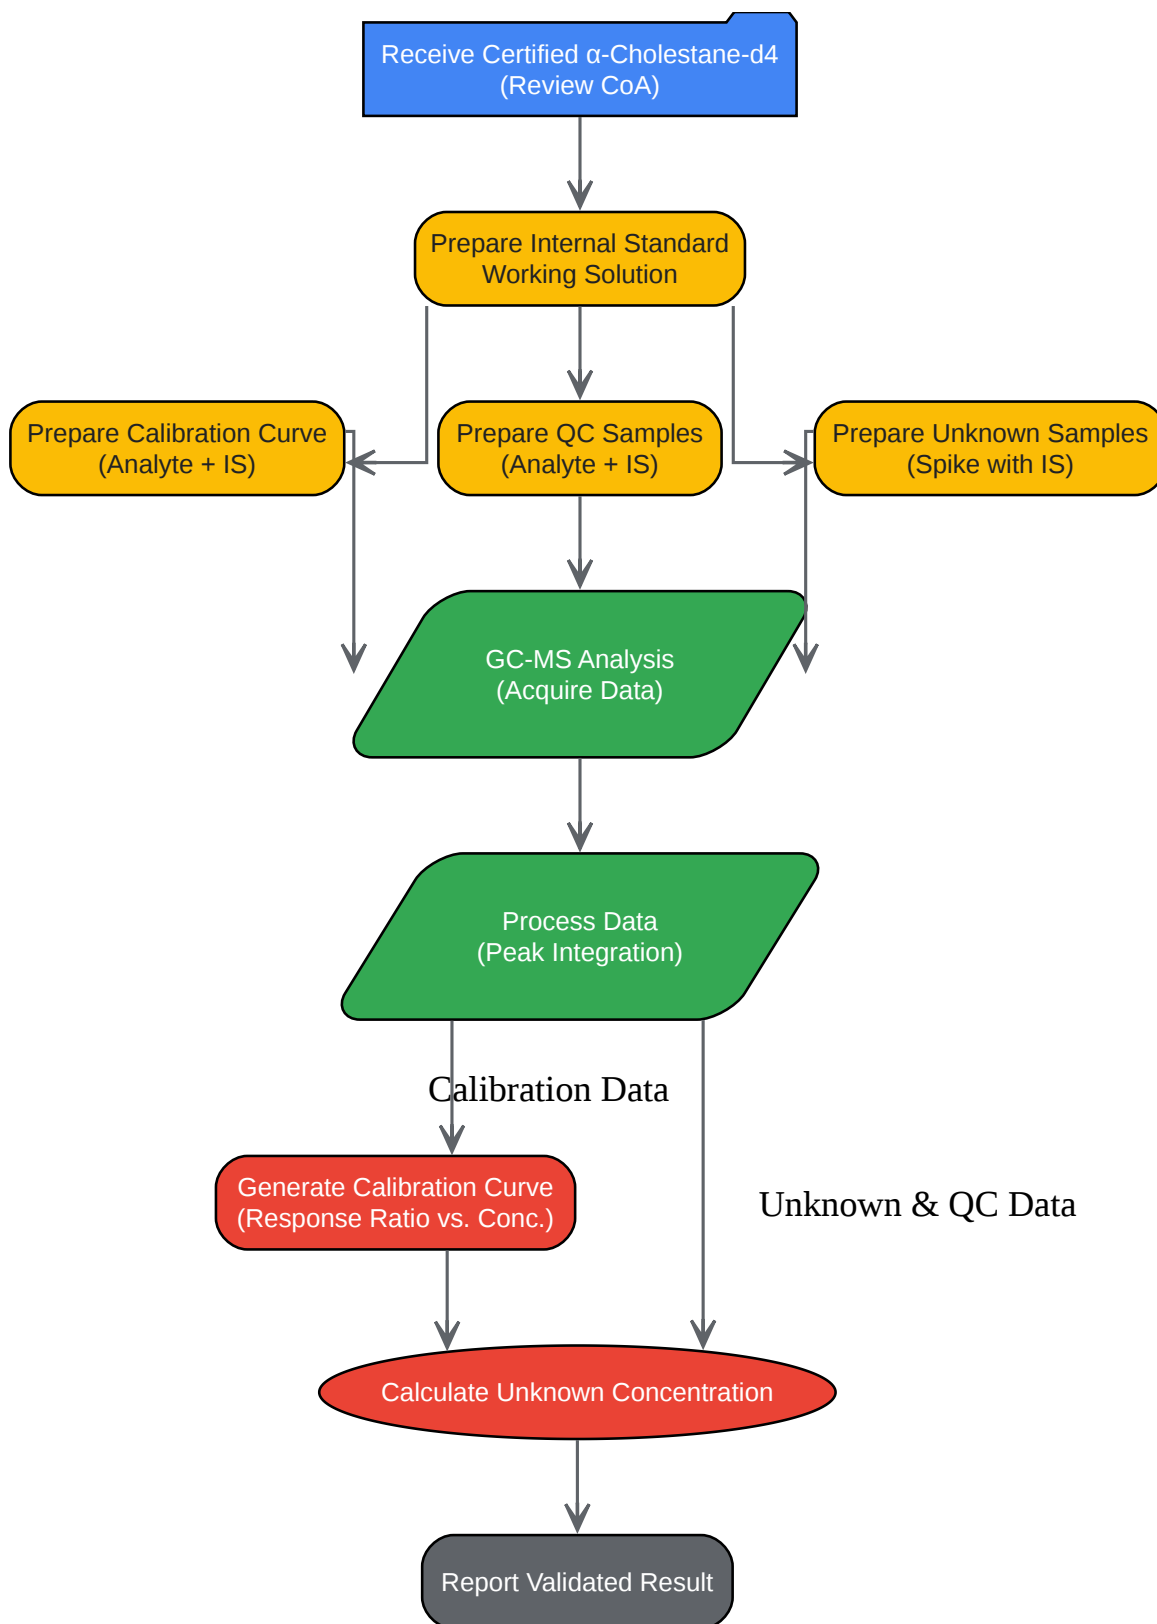 Receive Certified α-Cholestane-d4
(Review CoA)
Prepare Internal Standard
Working Solution
Prepare Calibration Curve
(Analyte + IS)
Prepare QC Samples
(Analyte + IS)
Prepare Unknown Samples
(Spike with IS)
GC-MS Analysis
(Acquire Data)
Process Data
(Peak Integration)
Calibration Data
Generate Calibration Curve
(Response Ratio vs. Conc.)
Unknown & QC Data
Calculate Unknown Concentration
Report Validated Result